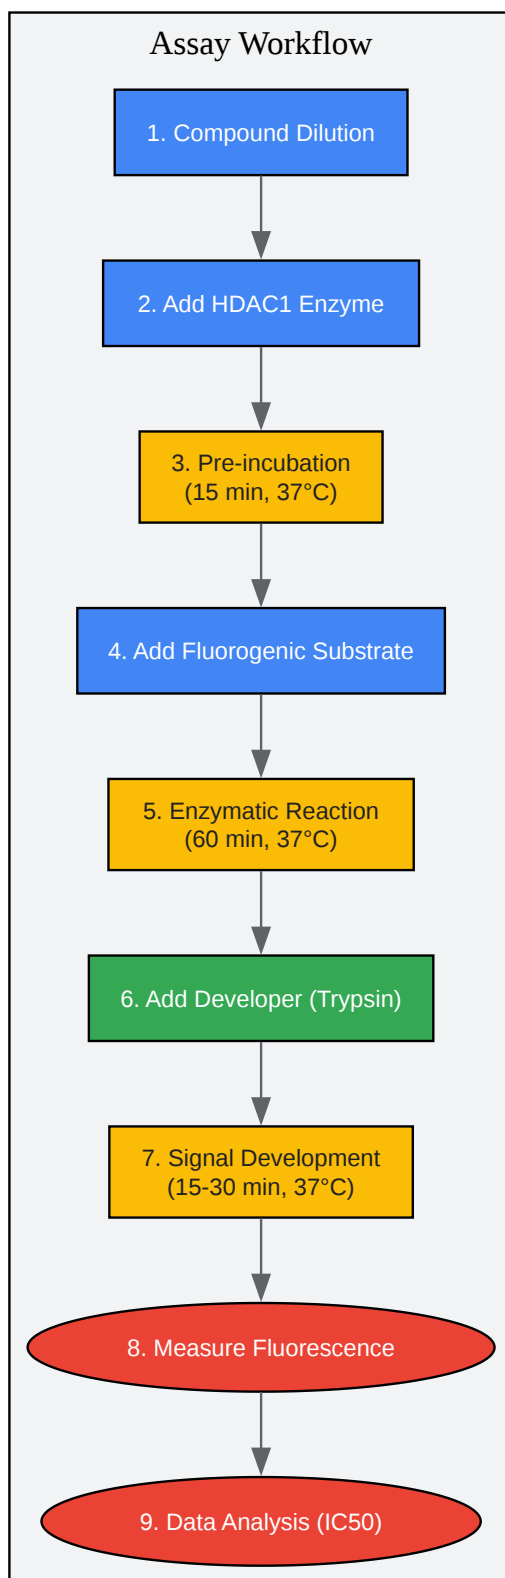 Assay Workflow
1. Compound Dilution
2. Add HDAC1 Enzyme
3. Pre-incubation
(15 min, 37°C)
4. Add Fluorogenic Substrate
5. Enzymatic Reaction
(60 min, 37°C)
6. Add Developer (Trypsin)
7. Signal Development
(15-30 min, 37°C)
8. Measure Fluorescence
9. Data Analysis (IC50)